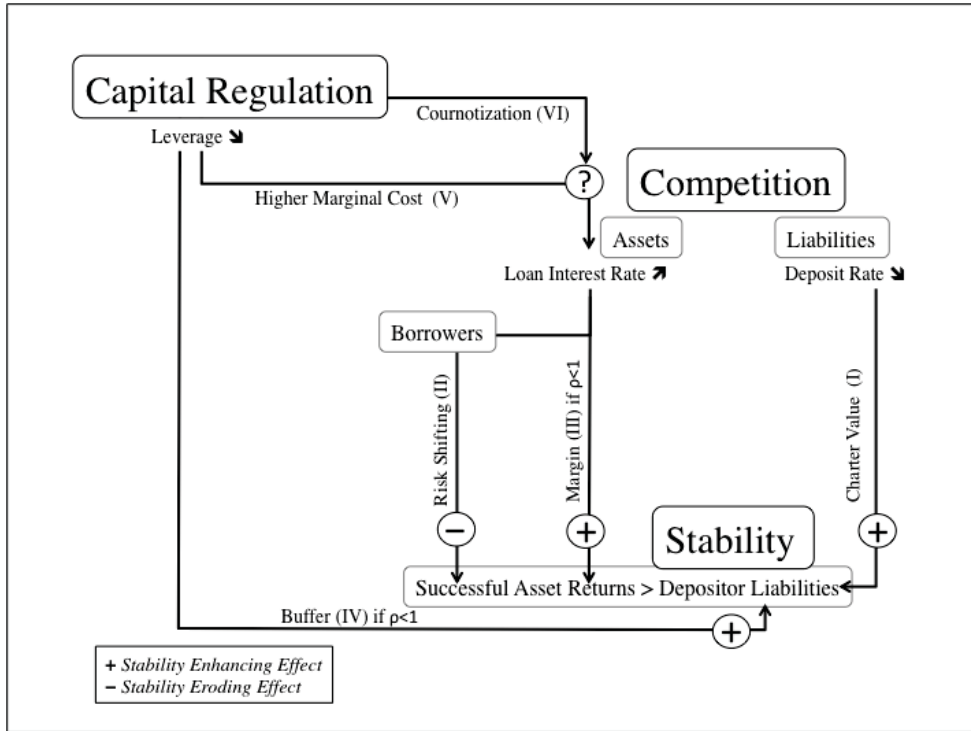 Capital Regulation
Cournotization (VI)
Leverage ⬊
Higher Marginal Cost (V)
?
Competition
Assets
Liabilities
Loan Interest Rate ⬈
Deposit Rate ⬊
Borrowers
Risk Shifting (II)
Margin (III) if ρ<1
Charter Value (I)
−
+
+
Stability
Successful Asset Returns > Depositor Liabilities
Buffer (IV) if ρ<1
+
+ Stability Enhancing Effect
− Stability Eroding Effect